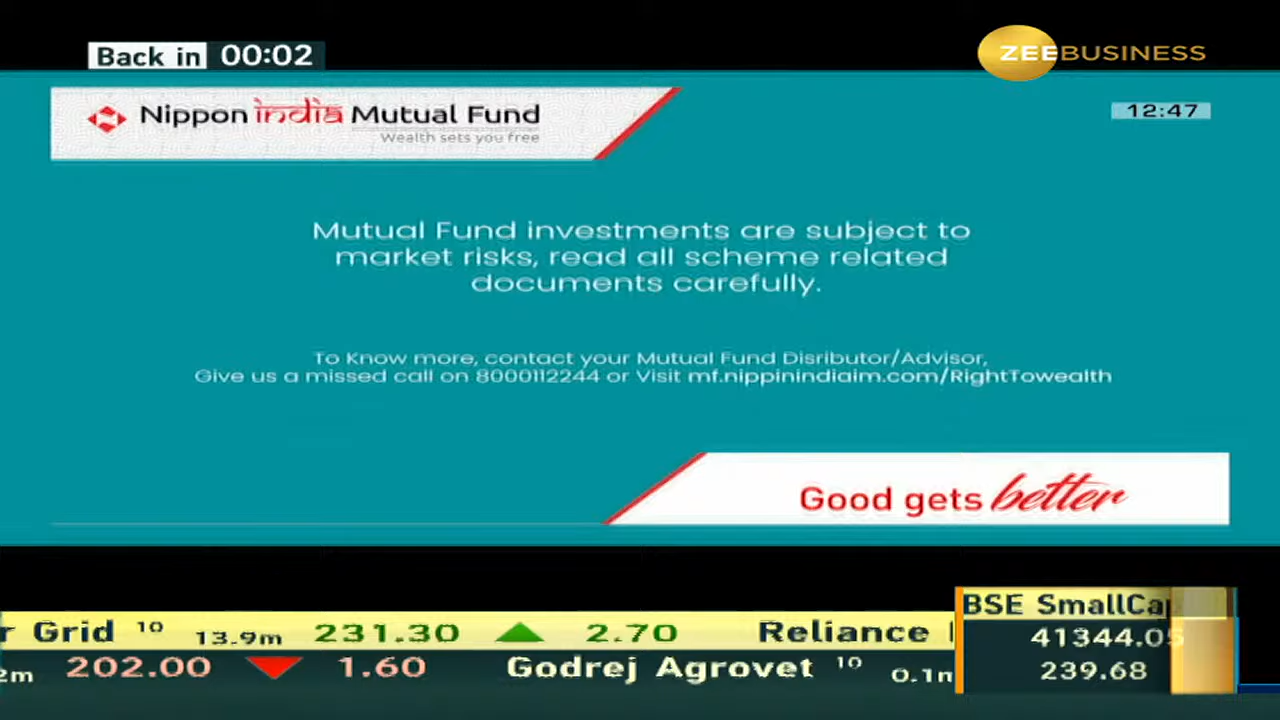 Back in 00:02
ZEEBUSINESS
Nippon india Mutual Fund
Wealth sets you free
12:47
Mutual Fund investments are subject to
market risks, read all scheme related
documents carefully.
To Know more, contact your Mutual Fund Disributor/Advisor,
Give us a missed call on 8000112244 or Visit mf.nippinindiaim.com/RightTowealth
Good gets better
r Grid 10 13.9m 231.30 2.70 Reliance
2m 202.00 1.60 Godrej Agrovet 10 0.1m
BSE SmallCa
41344.05
239.68